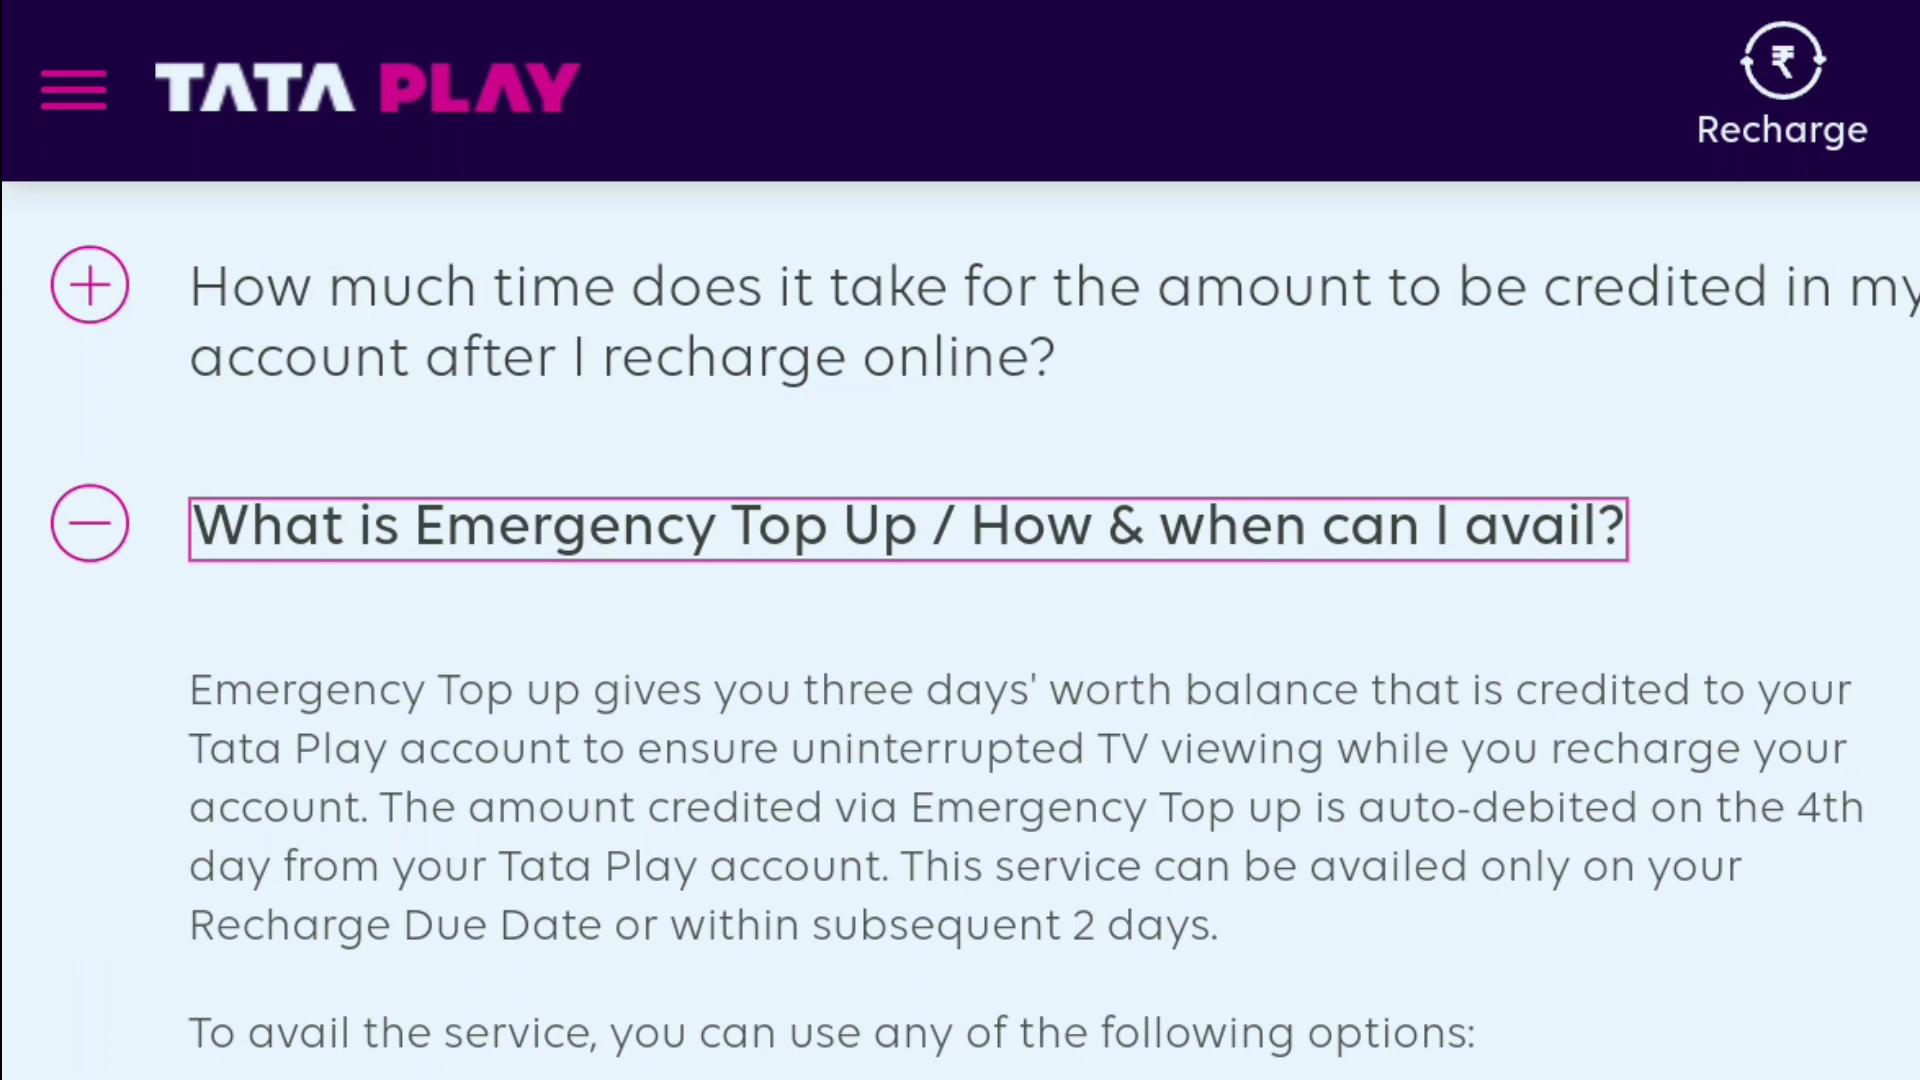 TATA PLAY
₹
Recharge
How much time does it take for the amount to be credited in my
account after I recharge online?
What is Emergency Top Up / How & when can I avail?
Emergency Top up gives you three days' worth balance that is credited to your
Tata Play account to ensure uninterrupted TV viewing while you recharge your
account. The amount credited via Emergency Top up is auto-debited on the 4th
day from your Tata Play account. This service can be availed only on your
Recharge Due Date or within subsequent 2 days.
To avail the service, you can use any of the following options: